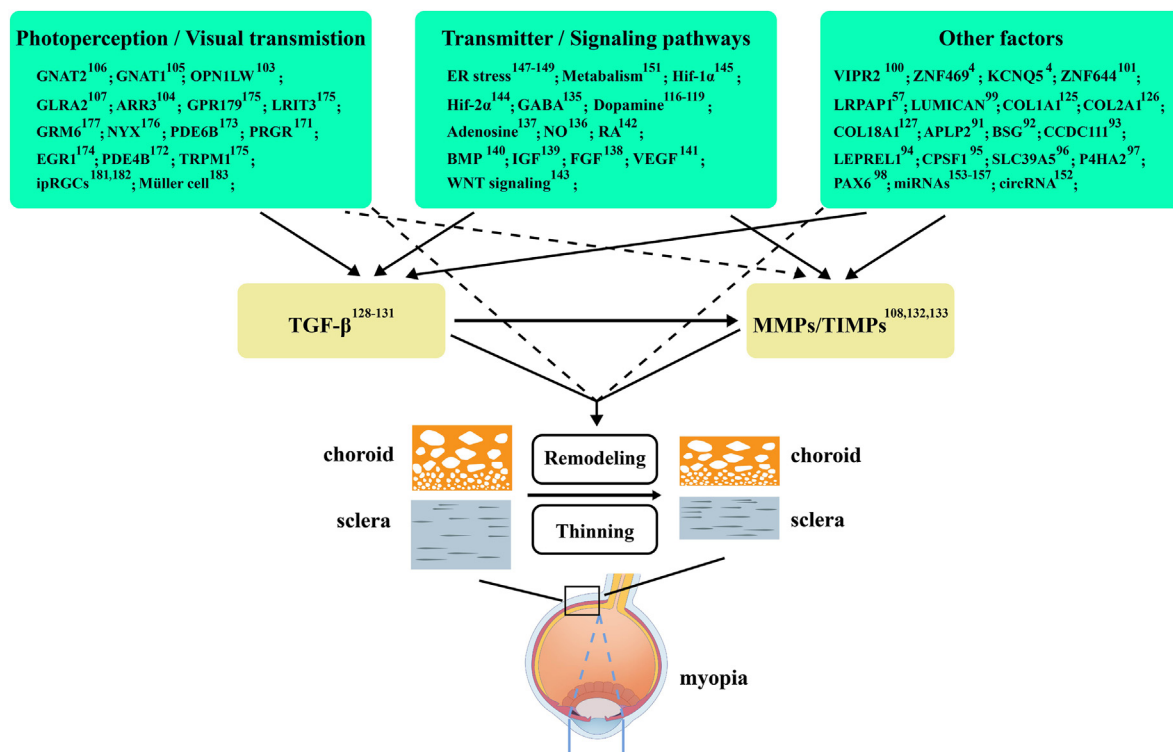 Photoperception / Visual transmistion
GNAT2106; GNAT1105; OPN1LW103;
GLRA2107; ARR3104; GPR179175; LRIT3175;
GRM6177; NYX176; PDE6B173; PRGR171;
EGR1174; PDE4B172; TRPM1175;
ipRGCs181,182; Müller cell183;
Transmitter / Signaling pathways
ER stress147-149; Metabalism151; Hif-1α145;
Hif-2α144; GABA135; Dopamine116-119;
Adenosine137; NO136; RA142;
BMP140; IGF139; FGF138; VEGF141;
WNT signaling143;
Other factors
VIPR2100; ZNF4694; KCNQ54; ZNF644101;
LRPAP157; LUMICAN99; COL1A1125; COL2A1126;
COL18A1127; APLP291; BSG92; CCDC11193;
LEPREL194; CPSF195; SLC39A596; P4HA297;
PAX698; miRNAs153-157; circRNA152;
TGF-β128-131
MMPs/TIMPs108,132,133
choroid
Remodeling
choroid
sclera
Thinning
sclera
myopia